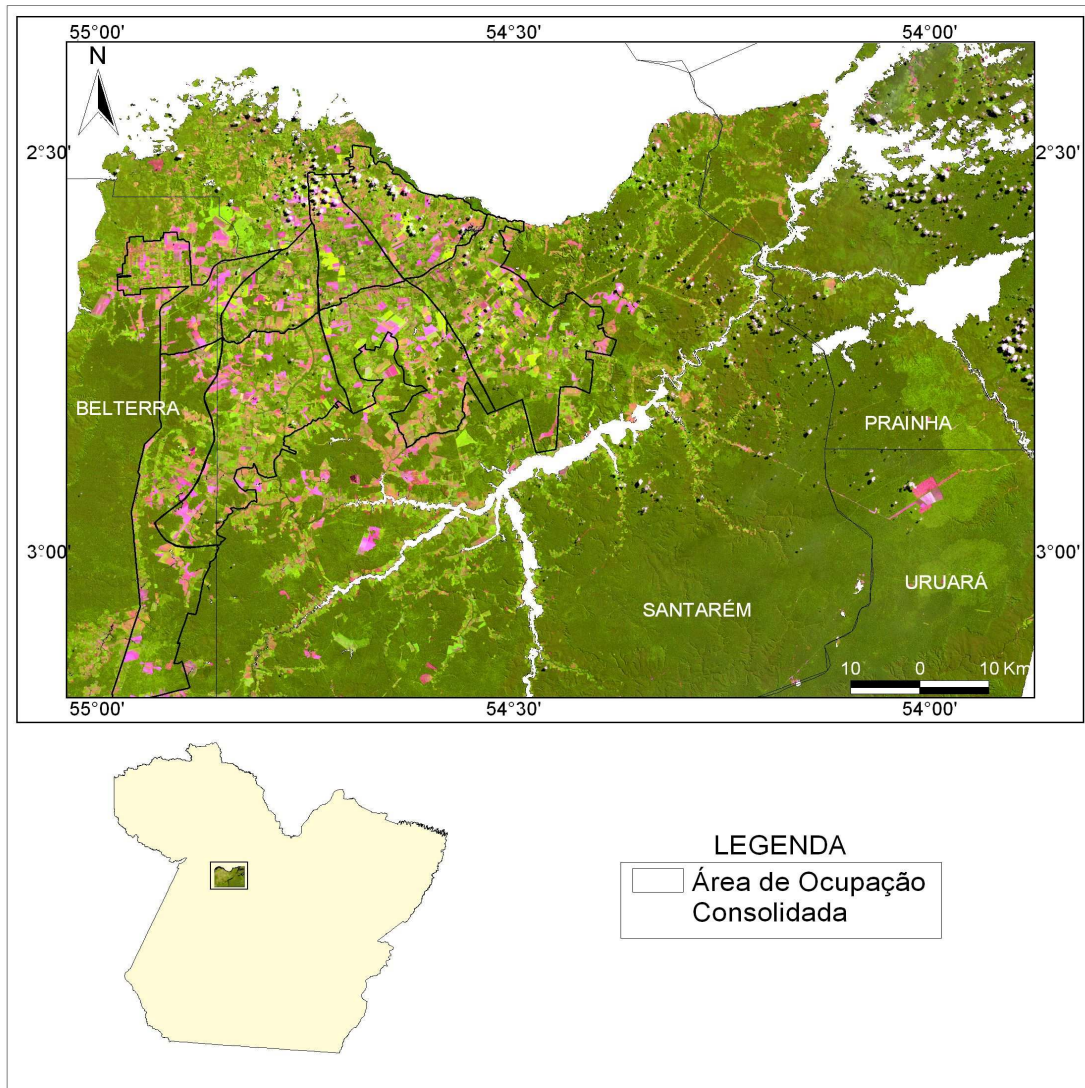 55°00' 54°30' 54°00'
N
2°30' 2°30'
BELTERRA
PRAINHA
3°00' 3°00'
URUARÁ
SANTARÉM
10 0 10 Km
55°00' 54°30' 54°00'
LEGENDA
Área de Ocupação
Consolidada